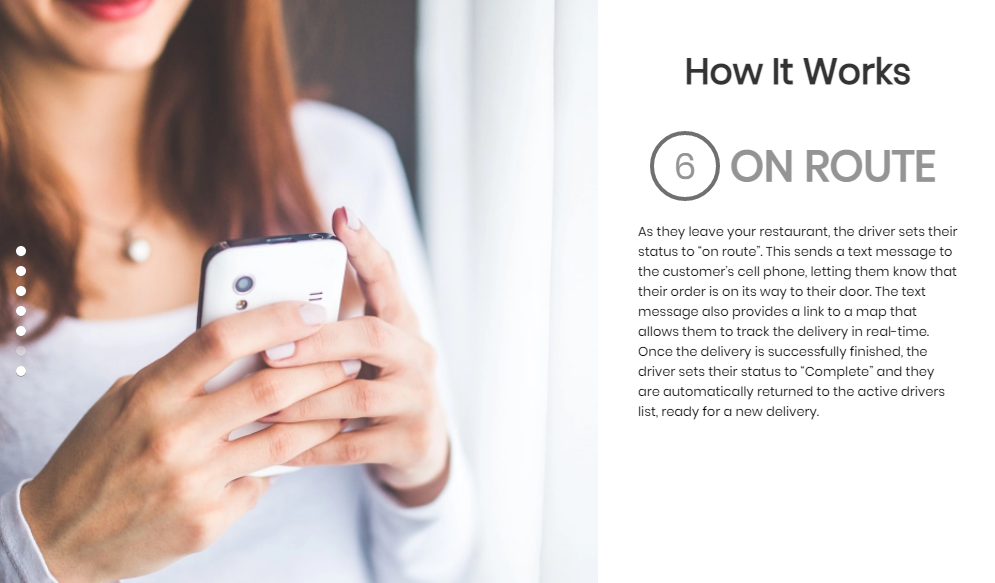 How It Works
6 ON ROUTE
As they leave your restaurant, the driver sets their
status to “on route”. This sends a text message to
the customer’s cell phone, letting them know that
their order is on its way to their door. The text
message also provides a link to a map that
allows them to track the delivery in real-time.
Once the delivery is successfully finished, the
driver sets their status to “Complete” and they
are automatically returned to the active drivers
list, ready for a new delivery.